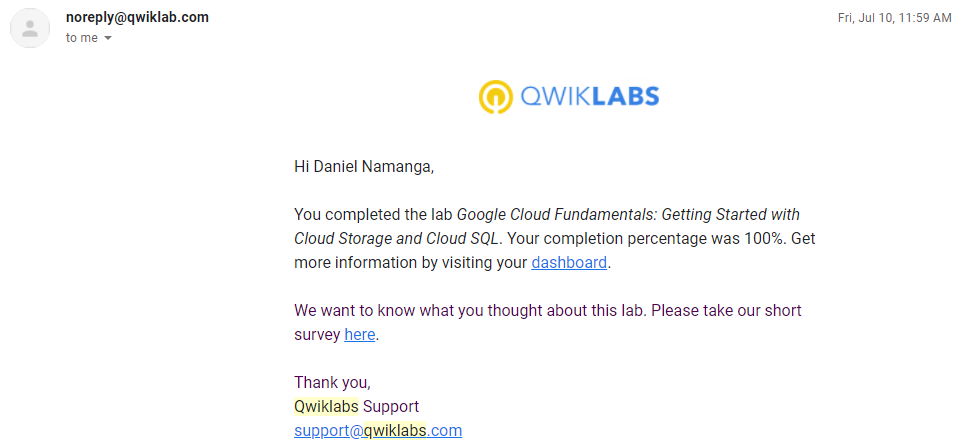 noreply@qwiklab.com
Fri, Jul 10, 11:59 AM
to me
QWIKLABS
Hi Daniel Namanga,
You completed the lab Google Cloud Fundamentals: Getting Started with
Cloud Storage and Cloud SQL. Your completion percentage was 100%. Get
more information by visiting your dashboard.
We want to know what you thought about this lab. Please take our short
survey here.
Thank you,
Qwiklabs Support
support@qwiklabs.com